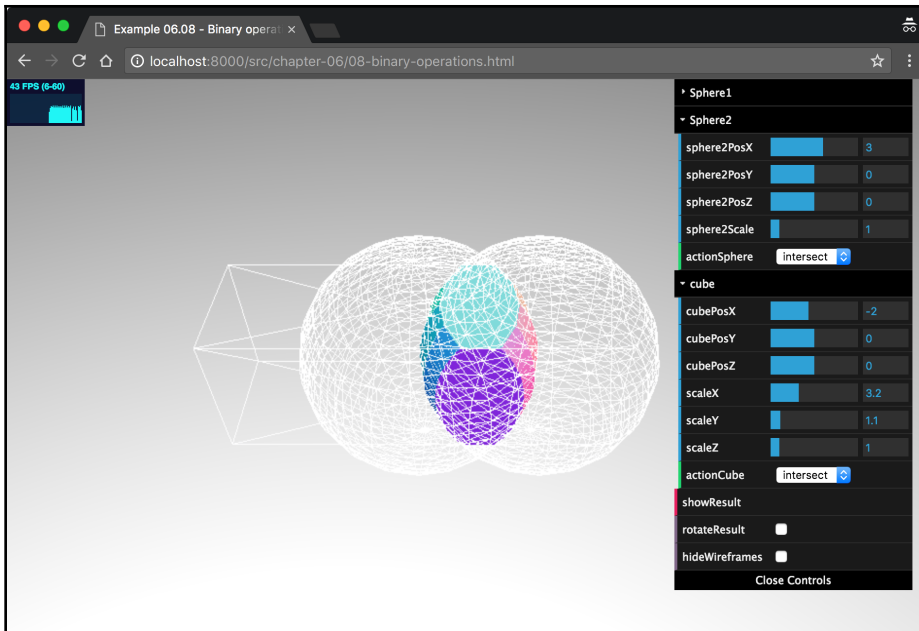 Example 06.08 - Binary operat
localhost:8000/src/chapter-06/08-binary-operations.html
43 FPS (6-60)
Sphere1
Sphere2
sphere2PosX 3
sphere2PosY 0
sphere2PosZ 0
sphere2Scale 1
actionSphere intersect
cube
cubePosX -2
cubePosY 0
cubePosZ 0
scaleX 3.2
scaleY 1.1
scaleZ 1
actionCube intersect
showResult
rotateResult
hideWireframes
Close Controls